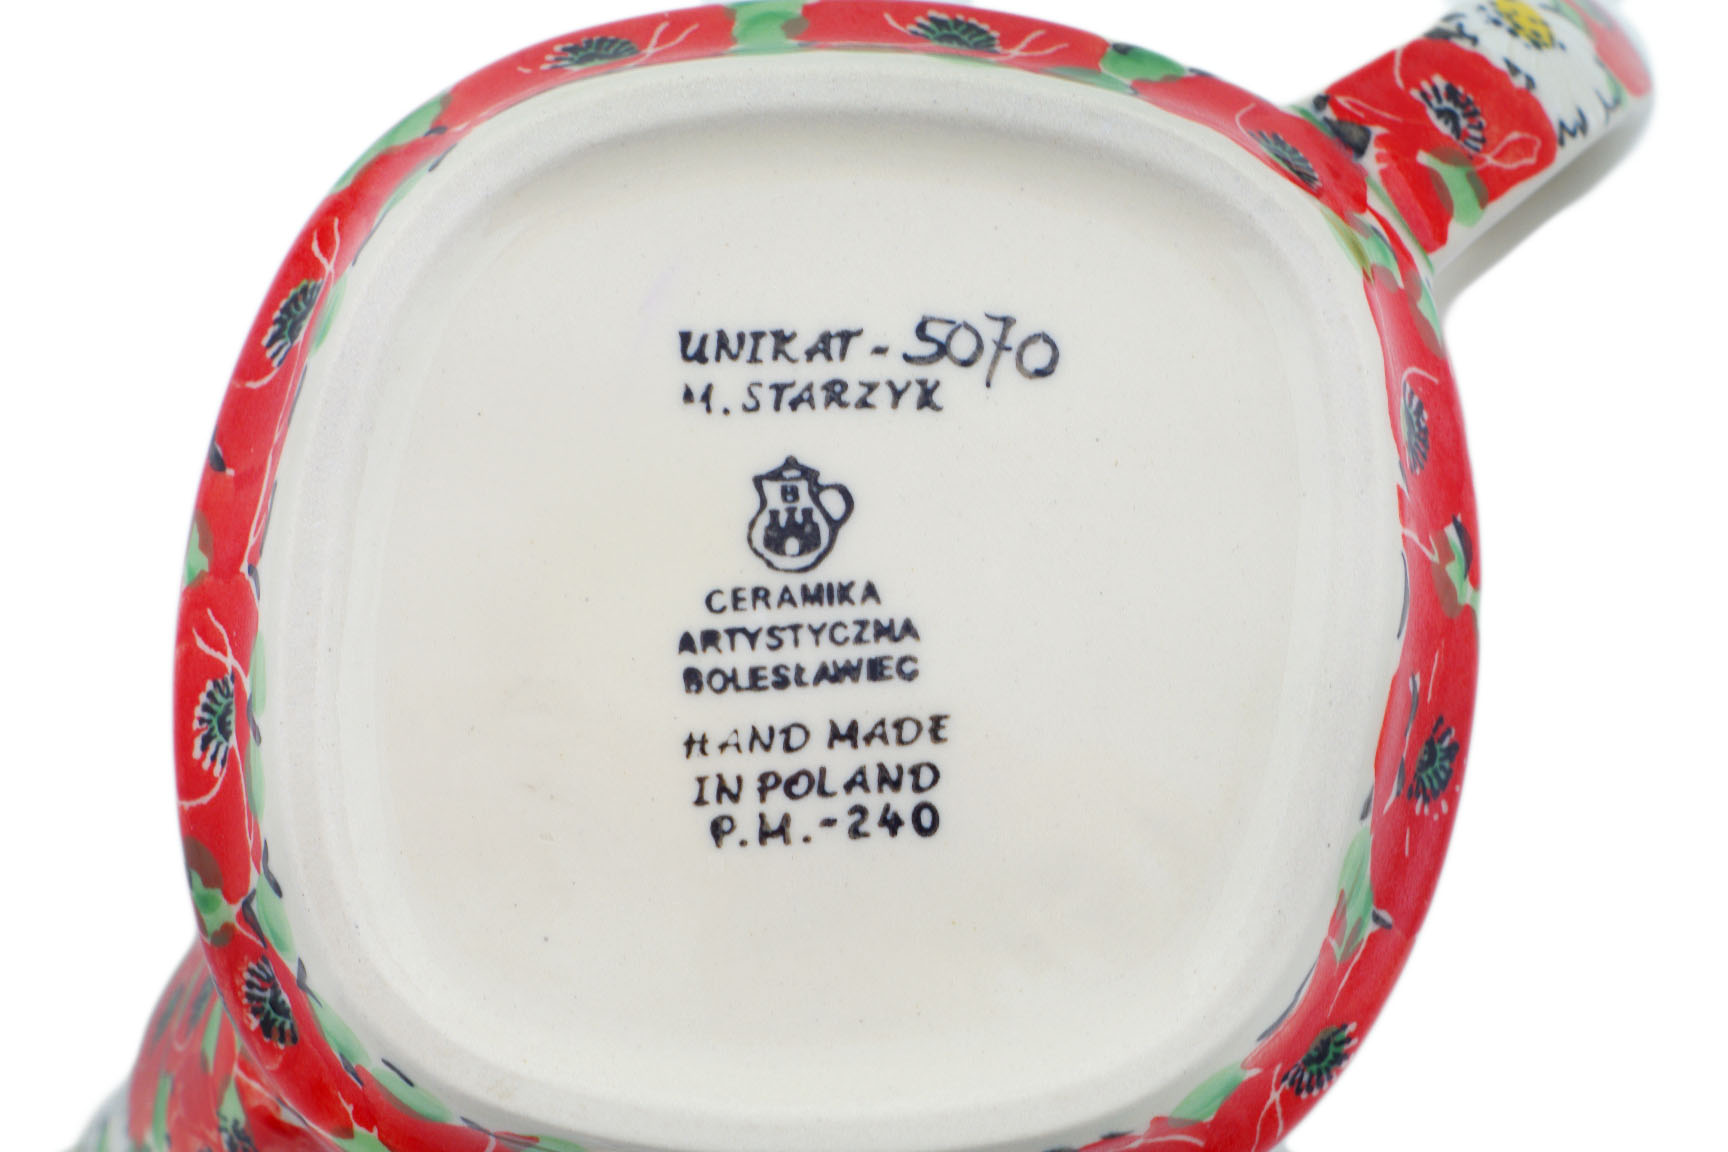 UNIKAT - 5070
M. STARZYK
B
CERAMIKA
ARTYSTYCZNA
BOLESŁAWIEC
HAND MADE
IN POLAND
P.M.-240